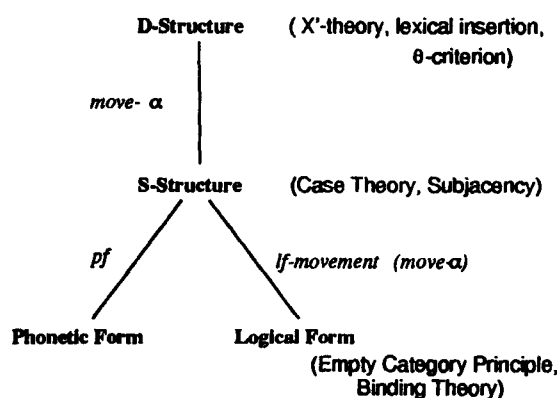 D-Structure ( X'-theory, lexical insertion,
θ-criterion)
move- α
S-Structure (Case Theory, Subjacency)
pf lf-movement (move-α)
Phonetic Form Logical Form
(Empty Category Principle,
Binding Theory)